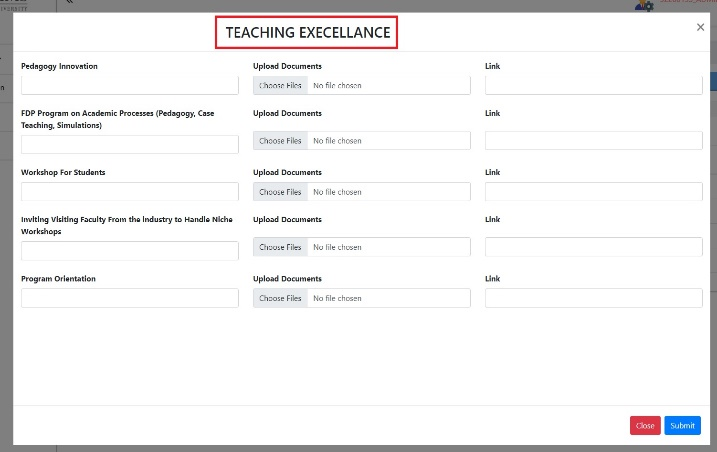 TEACHING EXECELLANCE
×
Pedagogy Innovation
Upload Documents
Link
Choose Files No file chosen
FDP Program on Academic Processes (Pedagogy, Case
Teaching, Simulations)
Upload Documents
Link
Choose Files No file chosen
Workshop For Students
Upload Documents
Link
Choose Files No file chosen
Inviting Visiting Faculty From the industry to Handle Niche
Workshops
Upload Documents
Link
Choose Files No file chosen
Program Orientation
Upload Documents
Link
Choose Files No file chosen
Close
Submit